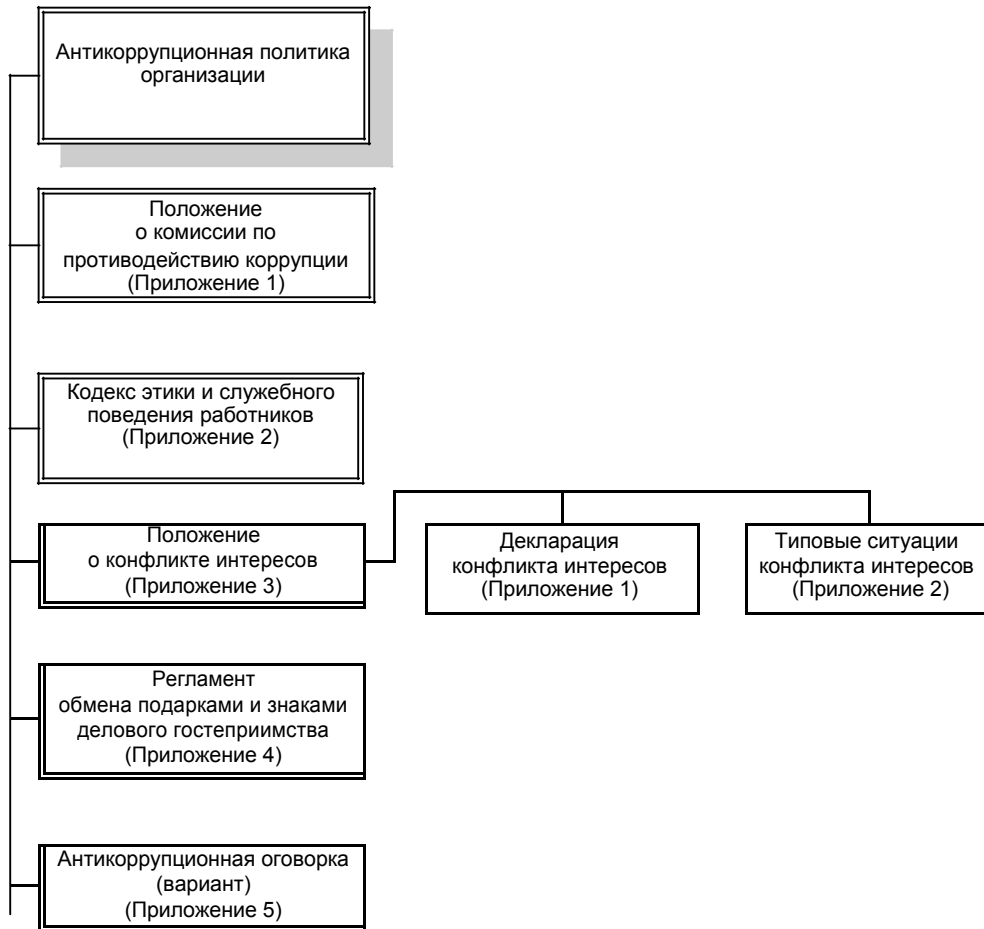 Антикоррупционная политика
организации
Положение
о комиссии по
противодействию коррупции
(Приложение 1)
Кодекс этики и служебного
поведения работников
(Приложение 2)
Положение
о конфликте интересов
(Приложение 3)
Декларация
конфликта интересов
(Приложение 1)
Типовые ситуации
конфликта интересов
(Приложение 2)
Регламент
обмена подарками и знаками
делового гостеприимства
(Приложение 4)
Антикоррупционная оговорка
(вариант)
(Приложение 5)